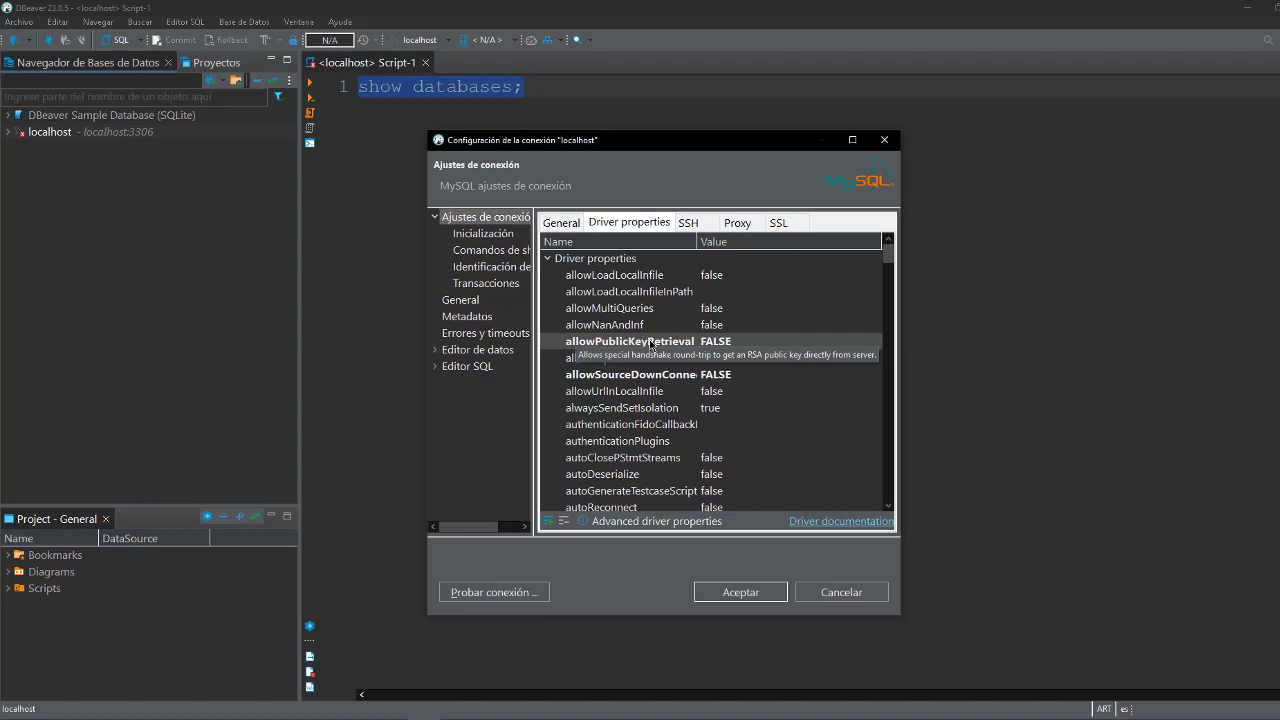 DBeaver 23.0.5 - <localhost> Script-1
Archivo Editar Navegar Buscar Editor SQL Base de Datos Ventana Ayuda
SQL Commit Rollback N/A localhost < N/A >
Navegador de Bases de Datos Proyectos
<localhost> Script-1
Ingrese parte del nombre de un objeto aquí
DBeaver Sample Database (SQLite)
localhost - localhost:3306
1 show databases;
Configuración de la conexión "localhost"
Ajustes de conexión
MySQL ajustes de conexión
MySQL
Ajustes de conexió
Inicialización
Comandos de sh
Identificación de
Transacciones
General
Metadatos
Errores y timeouts
Editor de datos
Editor SQL
General Driver properties SSH Proxy SSL
Name Value
Driver properties
allowLoadLocalInfile false
allowLoadLocalInfileInPath
allowMultiQueries false
allowNanAndInf false
allowPublicKeyRetrieval FALSE
Allows special handshake round-trip to get an RSA public key directly from server.
al
allowSourceDownConne FALSE
allowUrlInLocalInfile false
alwaysSendSetIsolation true
authenticationFidoCallbackH
authenticationPlugins
autoClosePStmtStreams false
autoDeserialize false
autoGenerateTestcaseScript false
autoReconnect false
Advanced driver properties Driver documentation
Probar conexión ... Aceptar Cancelar
Project - General
Name DataSource
Bookmarks
Diagrams
Scripts
localhost
ART es